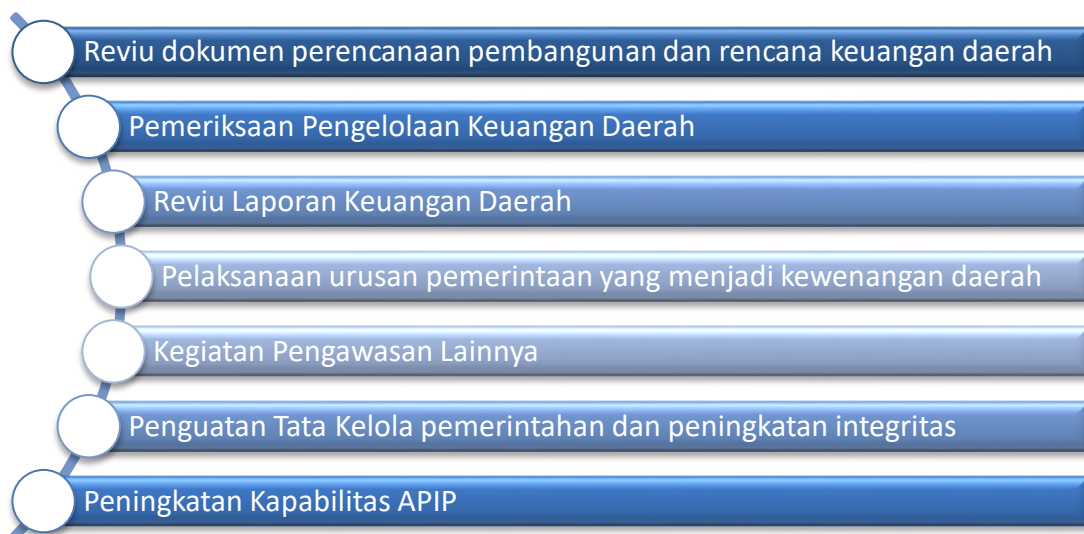 Reviu dokumen perencanaan pembangunan dan rencana keuangan daerah
Pemeriksaan Pengelolaan Keuangan Daerah
Reviu Laporan Keuangan Daerah
Pelaksanaan urusan pemerintaan yang menjadi kewenangan daerah
Kegiatan Pengawasan Lainnya
Penguatan Tata Kelola pemerintahan dan peningkatan integritas
Peningkatan Kapabilitas APIP